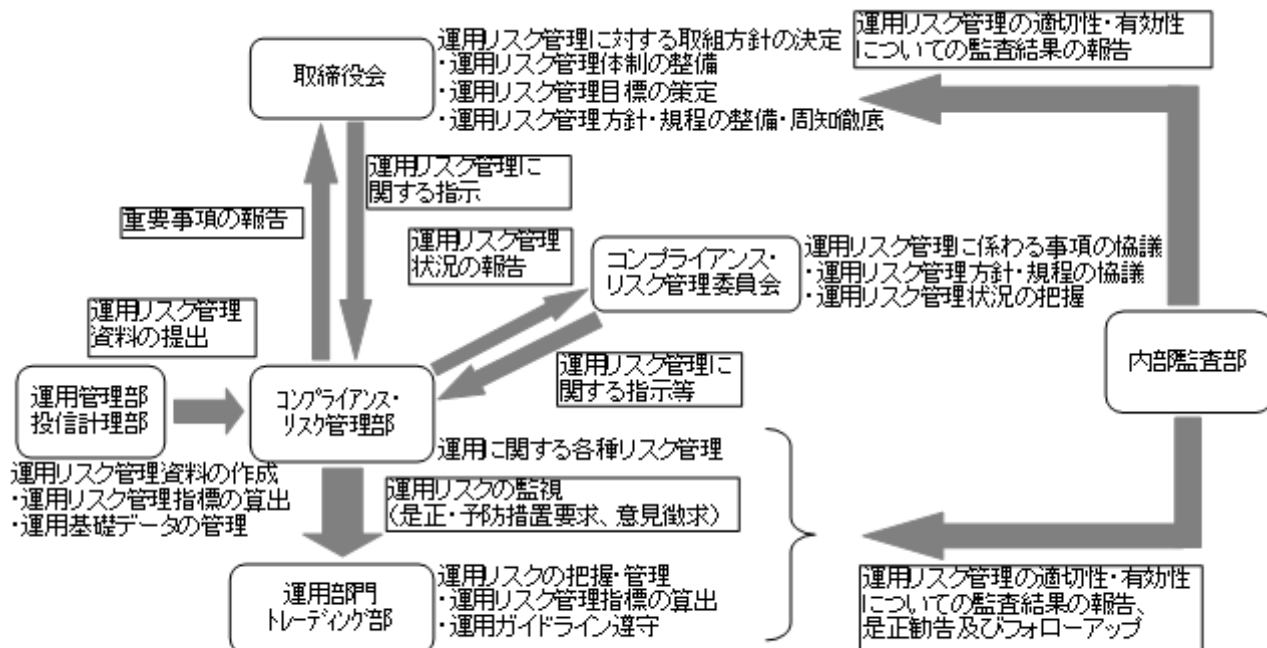 取締役会
運用リスク管理に対する取組方針の決定
・運用リスク管理体制の整備
・運用リスク管理目標の策定
・運用リスク管理方針・規程の整備・周知徹底
運用リスク管理の適切性・有効性
についての監査結果の報告
運用リスク管理に
関する指示
重要事項の報告
運用リスク管理
状況の報告
コンプライアンス・
リスク管理委員会
運用リスク管理に係わる事項の協議
・運用リスク管理方針・規程の協議
・運用リスク管理状況の把握
運用リスク管理
資料の提出
運用リスク管理に
関する指示等
内部監査部
運用管理部
投信計理部
コンプライアンス・
リスク管理部
運用に関する各種リスク管理
運用リスク管理資料の作成
・運用リスク管理指標の算出
・運用基礎データの管理
運用リスクの監視
（是正・予防措置要求、意見徴求）
運用部門
トレーディング部
運用リスクの把握・管理
・運用リスク管理指標の算出
・運用ガイドライン遵守
運用リスク管理の適切性・有効性
についての監査結果の報告、
是正勧告及びフォローアップ